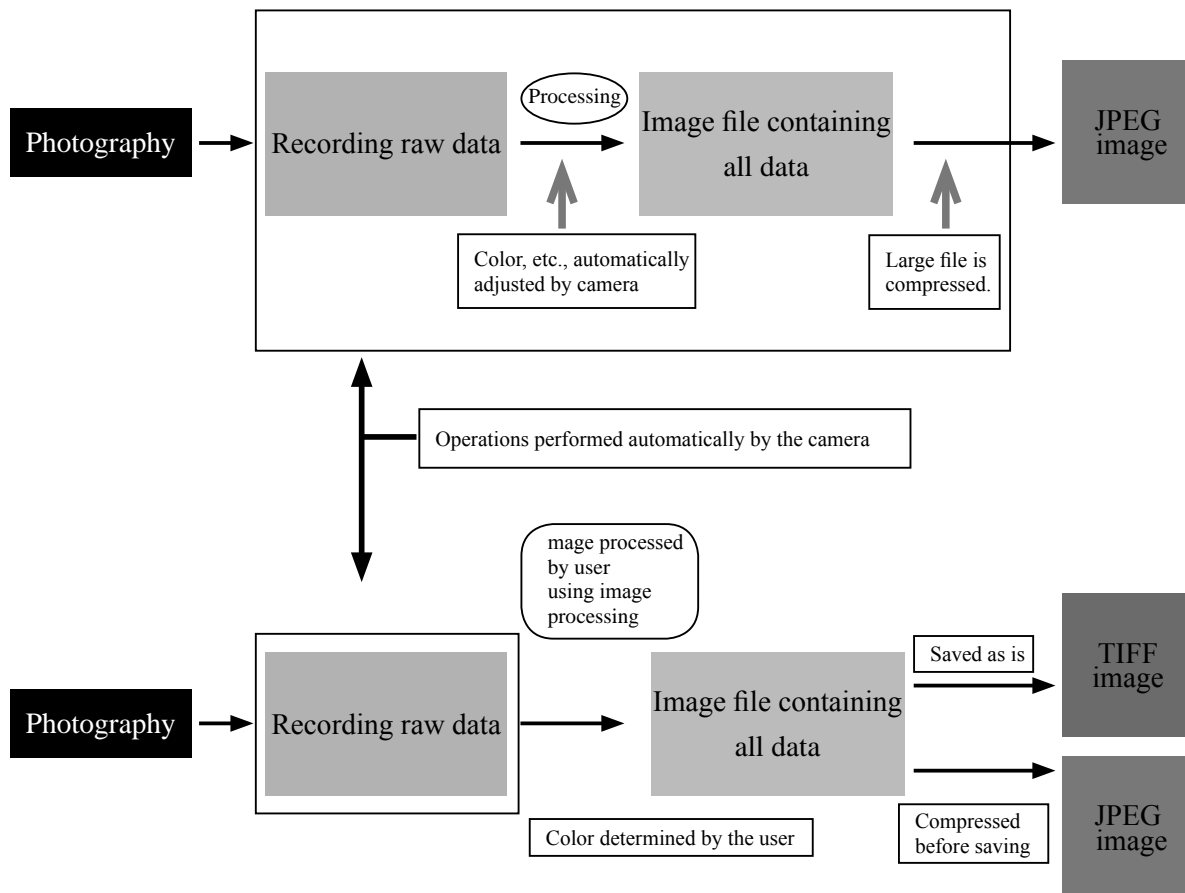 Processing
Photography
Recording raw data
Image file containing
all data
JPEG
image
Color, etc., automatically
adjusted by camera
Large file is
compressed.
Operations performed automatically by the camera
mage processed
by user
using image
processing
Saved as is
TIFF
image
Photography
Recording raw data
Image file containing
all data
Color determined by the user
Compressed
before saving
JPEG
image